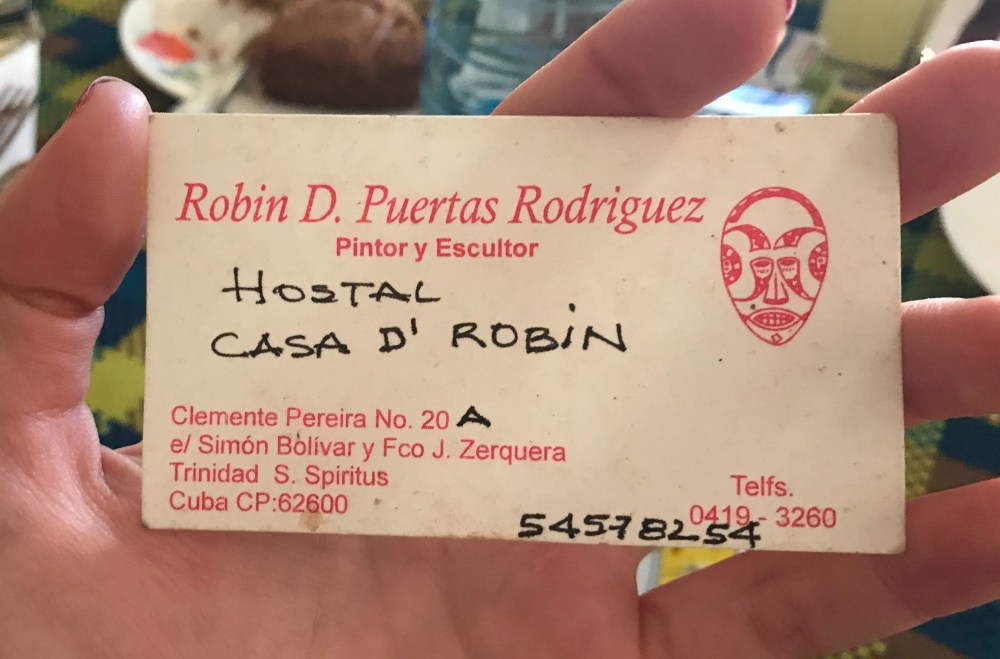 Robin D. Puertas Rodriguez
Pintor y Escultor
HOSTAL
CASA D' ROBIN
Clemente Pereira No. 20 A
e/ Simón Bolívar y Fco J. Zerquera
Trinidad S. Spiritus
Cuba CP:62600
Telfs.
0419 - 3260
54578254